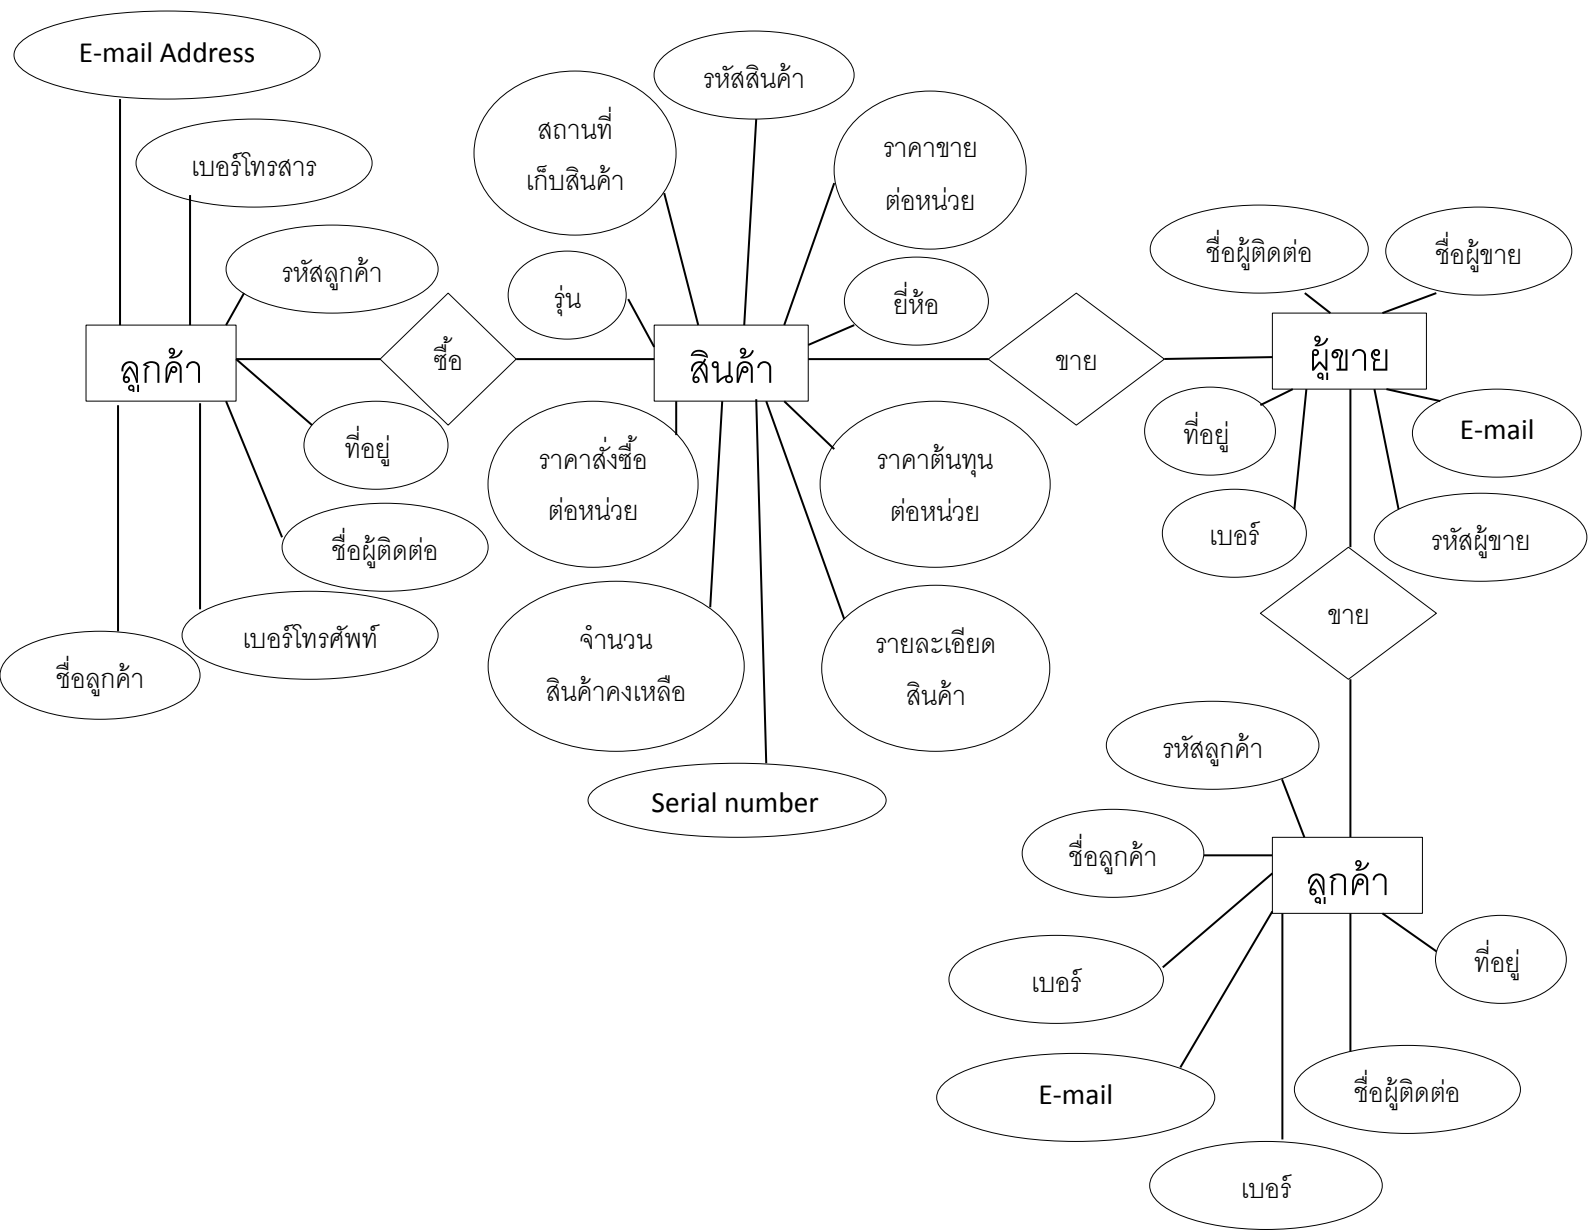 E-mail Address
เบอร์โทรสาร
รหัสลูกค้า
ลูกค้า
ซื้อ
ที่อยู่
ชื่อผู้ติดต่อ
เบอร์โทรศัพท์
ชื่อลูกค้า
รหัสสินค้า
สถานที่
เก็บสินค้า
ราคาขาย
ต่อหน่วย
รุ่น
ยี่ห้อ
สินค้า
ราคาสั่งซื้อ
ต่อหน่วย
ราคาต้นทุน
ต่อหน่วย
จำนวน
สินค้าคงเหลือ
รายละเอียด
สินค้า
Serial number
ขาย
ชื่อผู้ติดต่อ
ชื่อผู้ขาย
ผู้ขาย
ที่อยู่
E-mail
เบอร์
รหัสผู้ขาย
ขาย
รหัสลูกค้า
ชื่อลูกค้า
ลูกค้า
เบอร์
ที่อยู่
E-mail
ชื่อผู้ติดต่อ
เบอร์